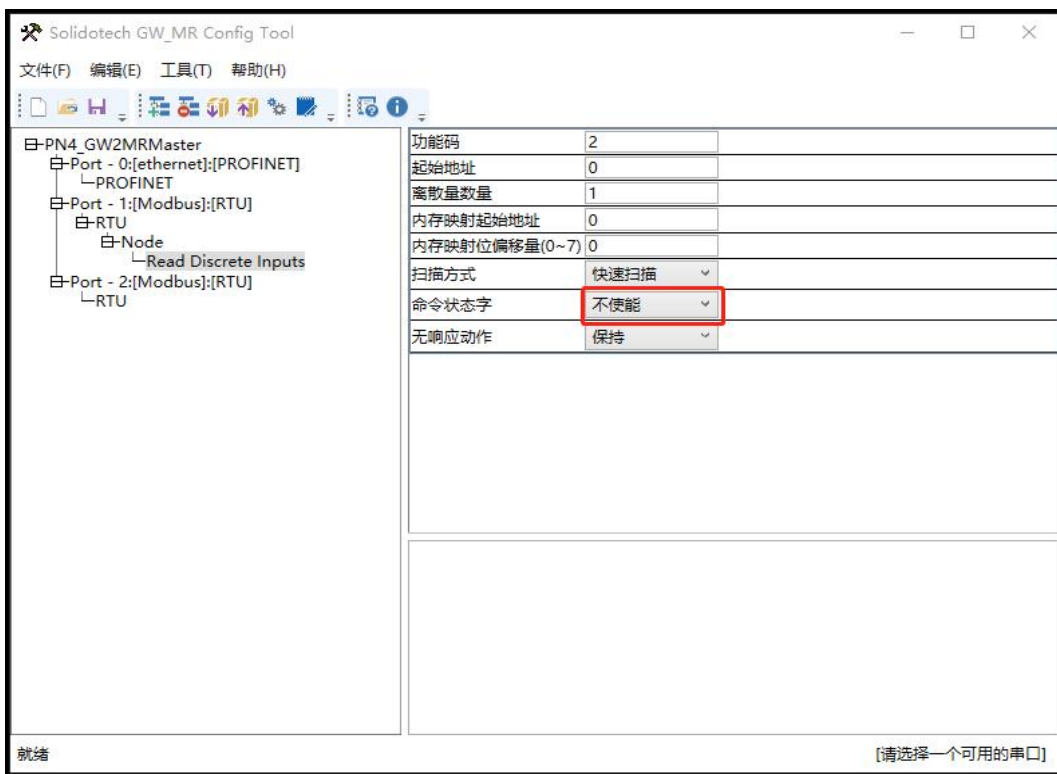 Solidotech GW_MR Config Tool
文件(F) 编辑(E) 工具(T) 帮助(H)
PN4_GW2MRMaster
Port - 0:[ethernet]:[PROFINET]
PROFINET
Port - 1:[Modbus]:[RTU]
RTU
Node
Read Discrete Inputs
Port - 2:[Modbus]:[RTU]
RTU
功能码 2
起始地址 0
离散量数量 1
内存映射起始地址 0
内存映射位偏移量(0~7) 0
扫描方式 快速扫描
命令状态字 不使能
无响应动作 保持
就绪 [请选择一个可用的串口]